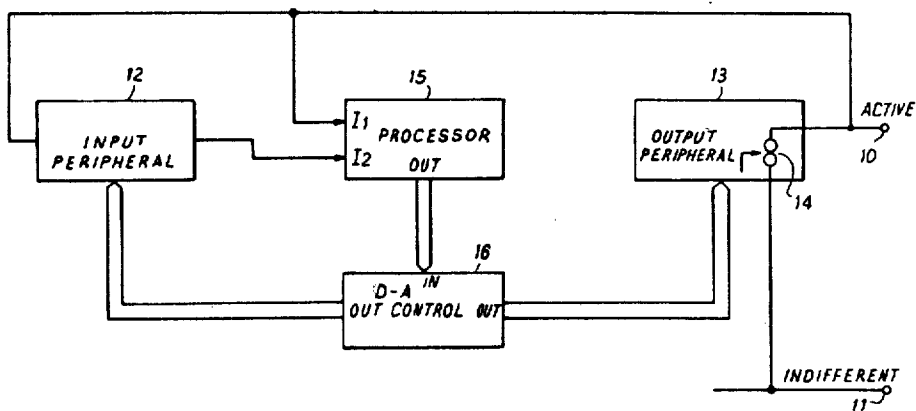 12
INPUT
PERIPHERAL
15
I1
PROCESSOR
I2
OUT
13
OUTPUT
PERIPHERAL
14
ACTIVE
10
16
IN
D-A
OUT CONTROL OUT
INDIFFERENT
11